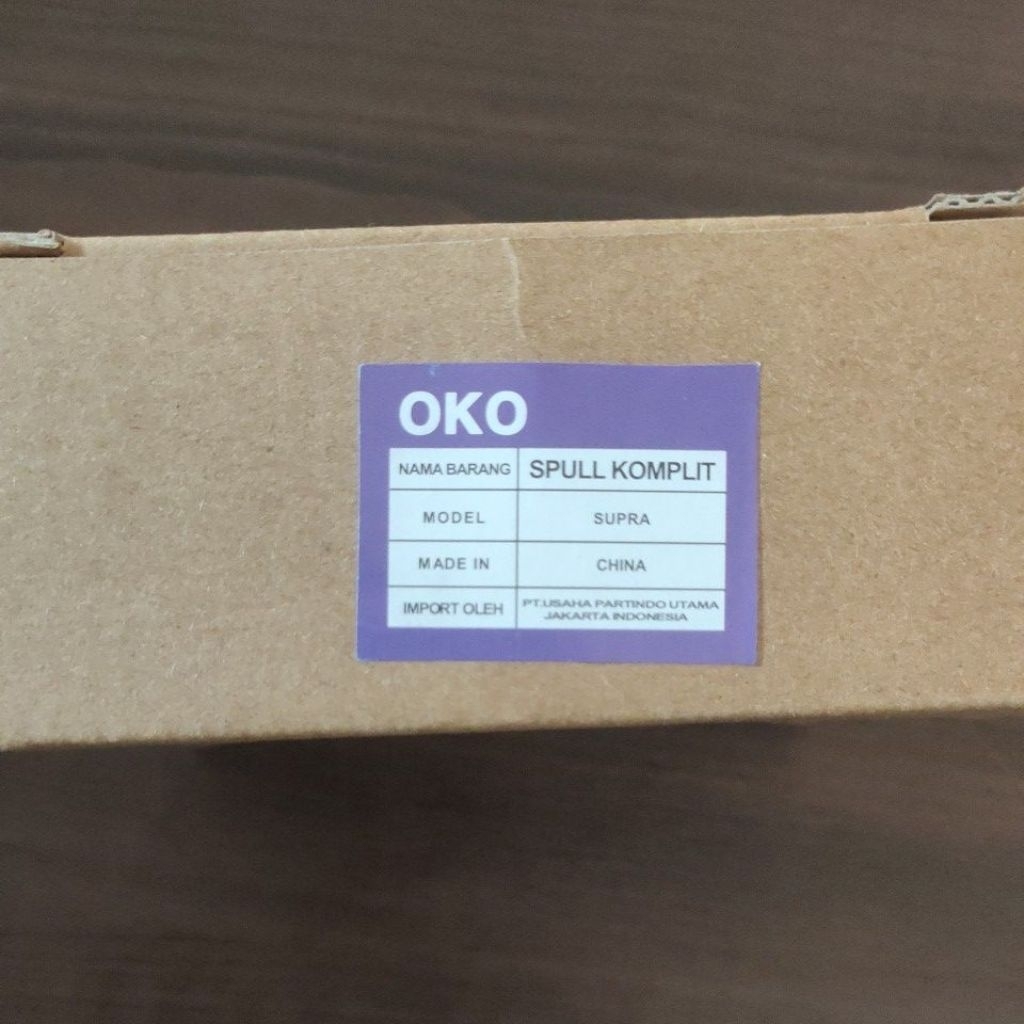 OKO
NAMA BARANG SPULL KOMPLIT
MODEL SUPRA
MADE IN CHINA
IMPORT OLEH PT.USAHA PARTINDO UTAMA
JAKARTA INDONESIA